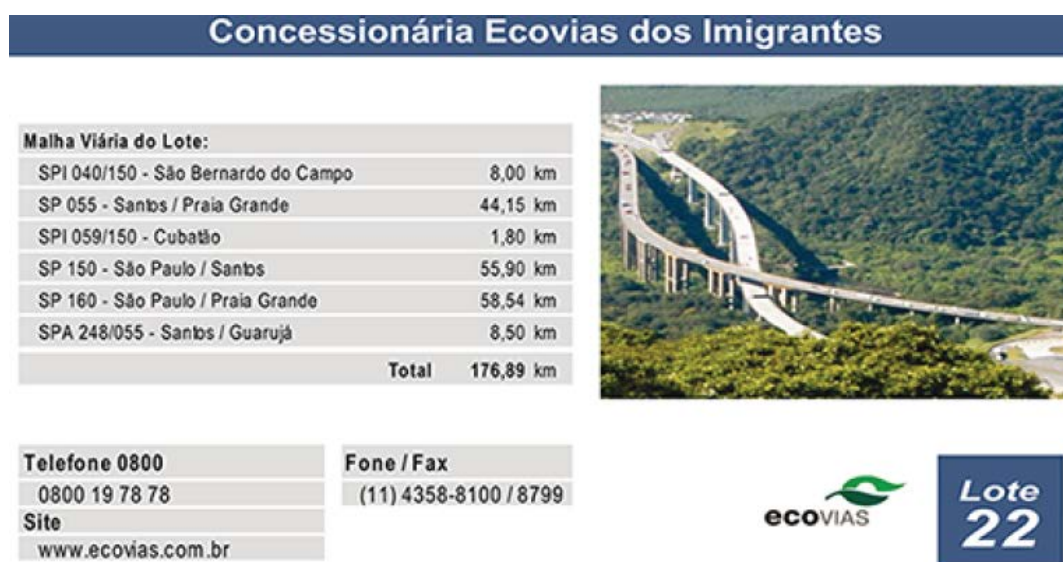 Concessionária Ecovias dos Imigrantes
Malha Viária do Lote:
SPI 040/150 - São Bernardo do Campo 8,00 km
SP 055 - Santos / Praia Grande 44,15 km
SPI 059/150 - Cubatão 1,80 km
SP 150 - São Paulo / Santos 55,90 km
SP 160 - São Paulo / Praia Grande 58,54 km
SPA 248/055 - Santos / Guarujá 8,50 km
Total 176,89 km
Telefone 0800
0800 19 78 78
Site
www.ecovias.com.br
Fone / Fax
(11) 4358-8100 / 8799
ecoVIAS
Lote
22